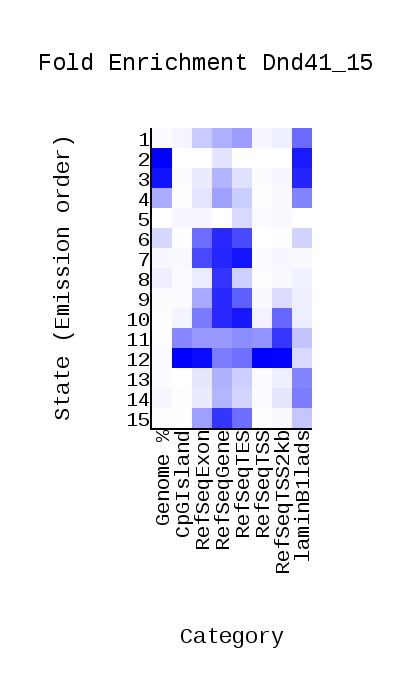 Fold Enrichment Dnd41_15
State (Emission order)
1
2
3
4
5
6
7
8
9
10
11
12
13
14
15
Genome %
CpGIsland
RefSeqExon
RefSeqGene
RefSeqTES
RefSeqTSS
RefSeqTSS2kb
laminB1lads
Category